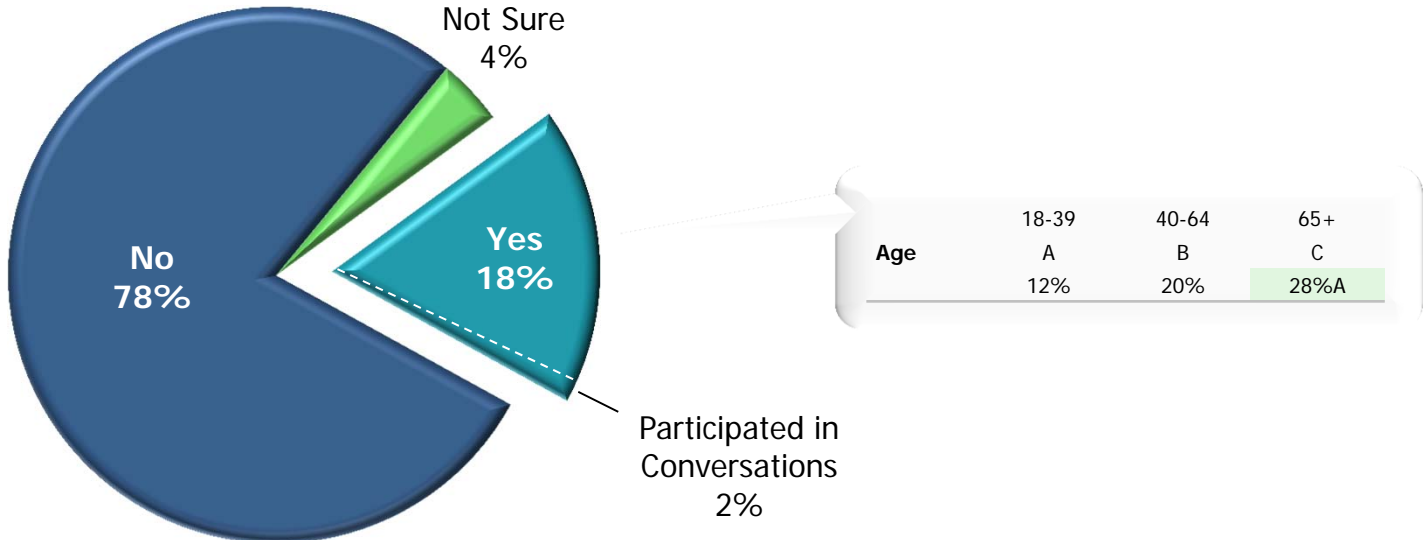 Not Sure
4%
No
78%
Yes
18%
Participated in
Conversations
2%
18-39 40-64 65+
Age A B C
12% 20% 28%A